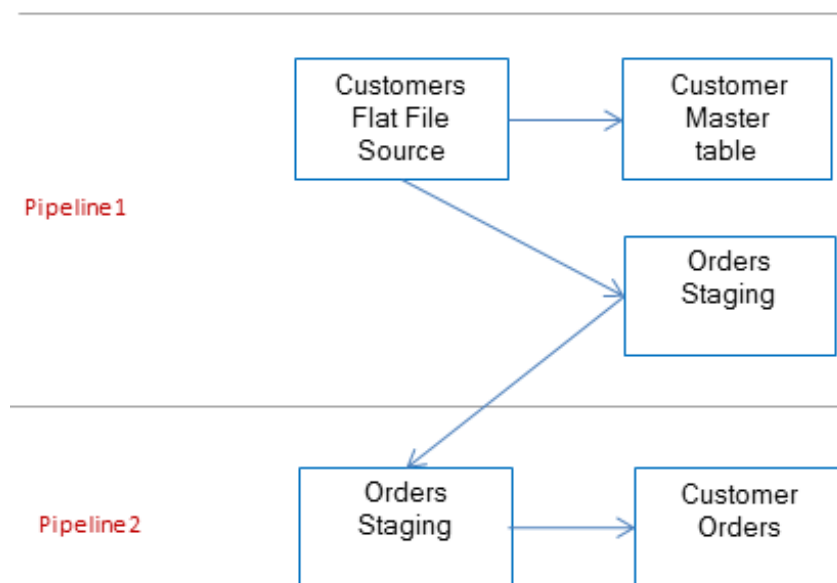 Customers
Flat File
Source
Customer
Master
table
Pipeline1
Orders
Staging
Pipeline2
Orders
Staging
Customer
Orders